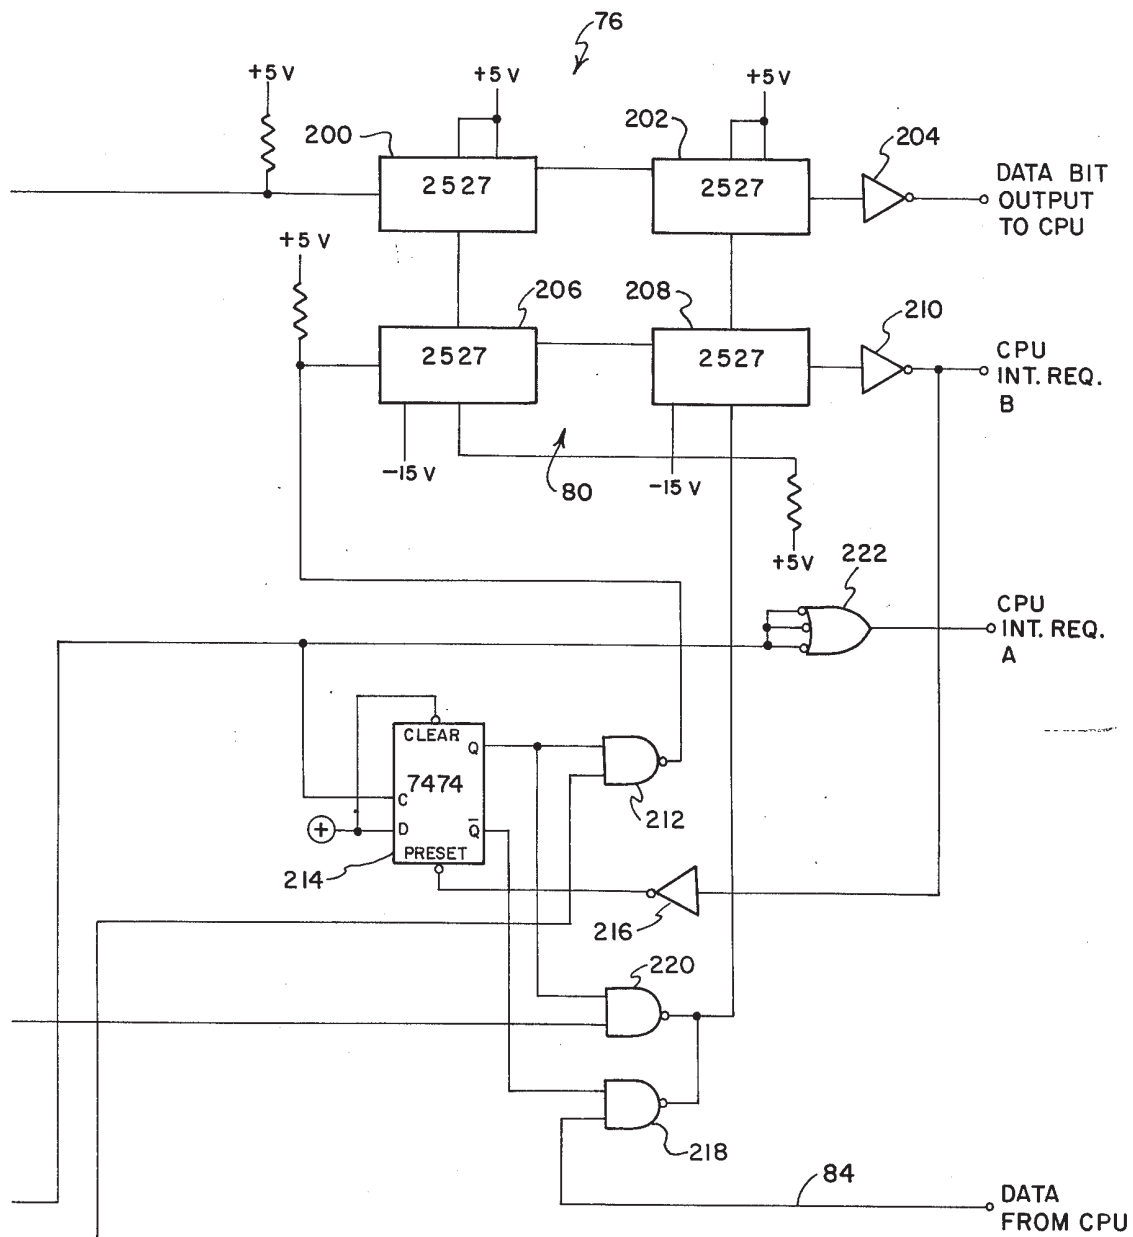 76
+5 V
+5 V
+5 V
200
202
204
2527
2527
DATA BIT
OUTPUT
TO CPU
+5 V
206
208
210
2527
2527
CPU
INT. REQ.
B
-15 V
80
-15 V
+5V
222
CPU
INT. REQ.
A
CLEAR
Q
7474
C
212
+
D
Q̅
PRESET
214
216
220
218
84
DATA
FROM CPU